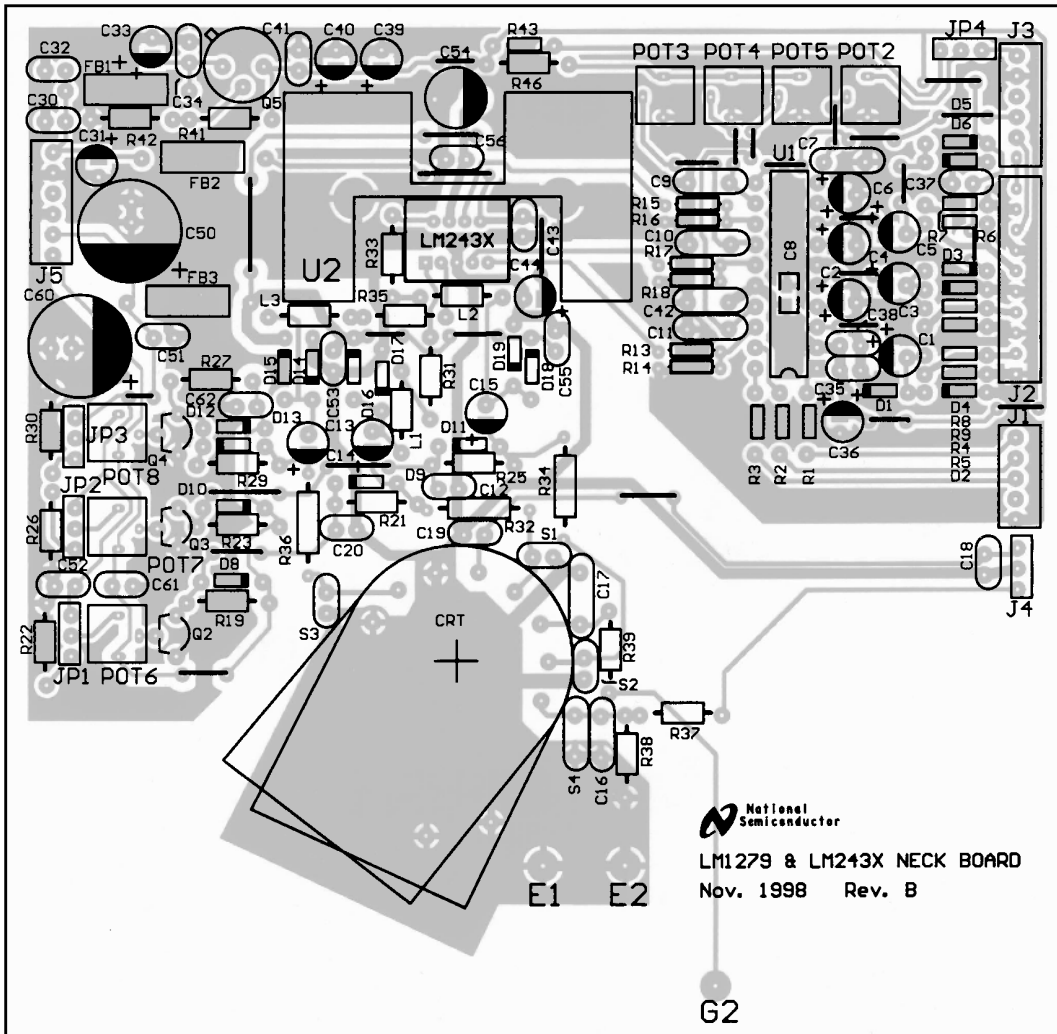 C33
C41
C40
C39
R43
C54
POT3
POT4
POT5
POT2
JP4
J3
C32
FB1
R46
C30
C34
Q5
R42
R41
C31
D5
D6
C56
C7
U1
FB2
C9
C6
C37
R15
R16
C50
R33
LM243X
C43
C10
R17
C8
R7
R6
C5
C4
J5
U2
C44
C2
D3
FB3
C60
L3
R35
L2
R18
C42
C3
C38
C51
C11
C1
R27
D15
D14
D17
D19
D18
C55
R13
R14
R31
C53
D16
C62
C15
C35
D1
D4
J2
R30
JP3
D12
D13
C13
L1
D11
C36
R8
J1
R9
Q4
C14
R4
POT8
R29
R25
R34
R3
R2
R1
R5
JP2
D10
D9
C12
D2
R26
R21
R32
R36
C20
C19
S1
Q3
R23
POT7
C52
C61
D8
C17
C18
R19
S3
J4
R22
Q2
CRT
R39
JP1
POT6
S2
R37
R38
S4
C16
National
Semiconductor
LM1279 & LM243X NECK BOARD
E1
E2
Nov. 1998 Rev. B
G2